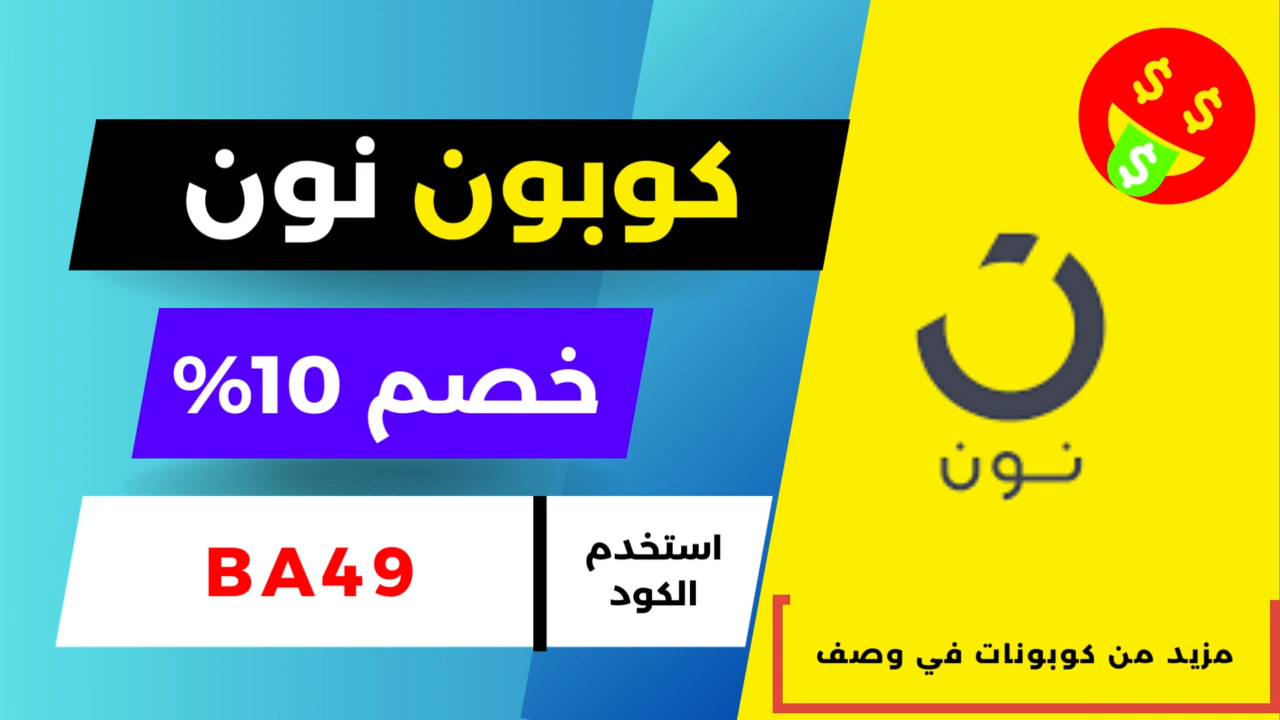 كوبون نون
خصم 10%
استخدم
الكود
BA49
نون
مزيد من كوبونات في وصف